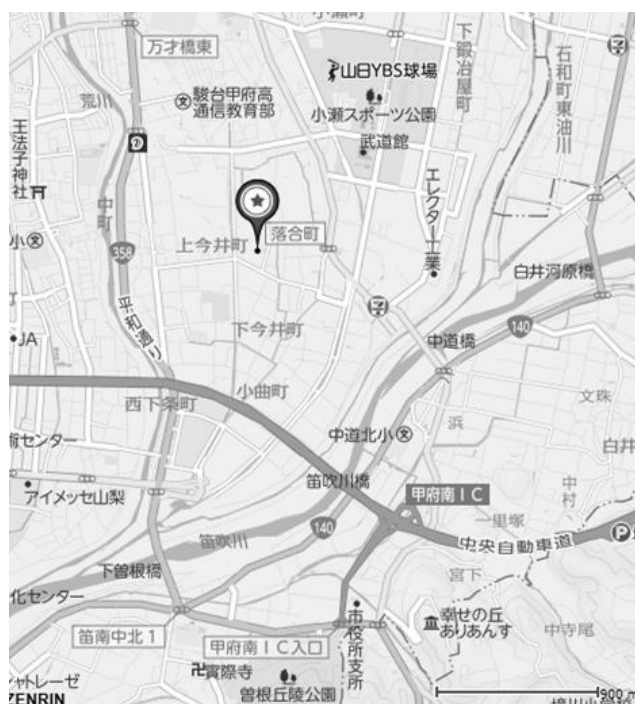 小瀬町
万才橋東
下鍛冶屋町
石和町東油川
山日YBS球場
荒川
駿台甲府高
通信教育部
小瀬スポーツ公園
武道館
王法子神社
中町
エレクター工業
小
落合町
上今井町
358
白井河原橋
平和通り
下今井町
140
中道橋
JA
小曲町
西下条町
文珠
浜
術センター
中道北小
白井
笛吹川橋
中村
アイメッセ山梨
甲府南IC
一里塚
140
笛吹川
中央自動車道
P
下曽根橋
宮下
化センター
市役所支所
幸せの丘
ありあんす
笛南中北1
甲府南IC入口
中寺尾
實際寺
シャトレーゼ
曽根丘陵公園
ZENRIN
900 m